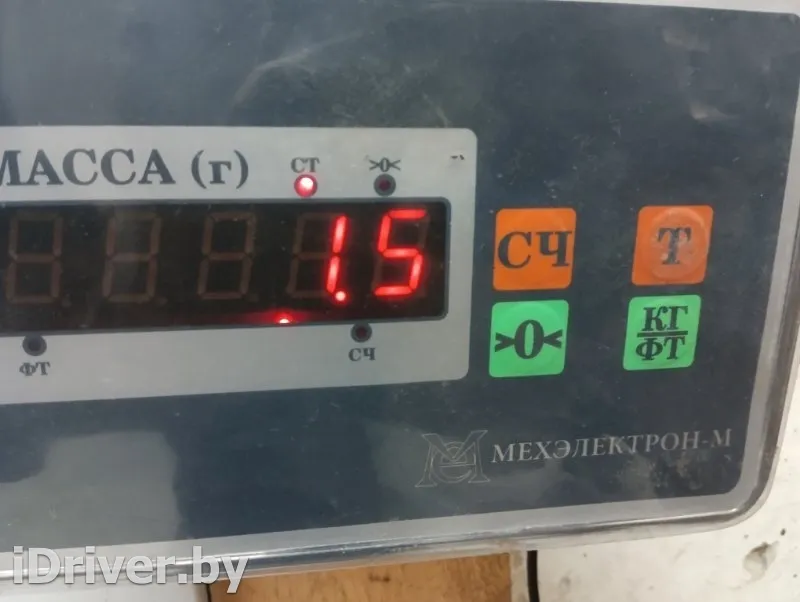 МАССА (г)
СТ
>0<
1.5
ФТ
СЧ
СЧ
Т
>0<
КГ
ФТ
МЕХЭЛЕКТРОН-М
iDriver.by